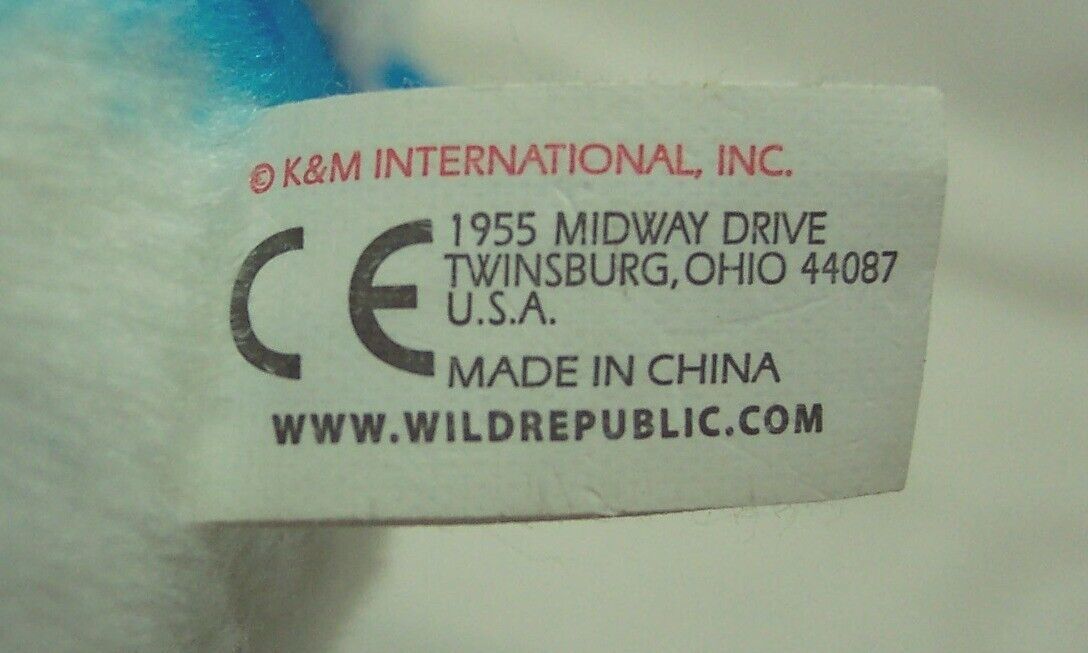 © K&M INTERNATIONAL, INC.
CE
1955 MIDWAY DRIVE
TWINSBURG, OHIO 44087
U.S.A.
MADE IN CHINA
WWW.WILDREPUBLIC.COM